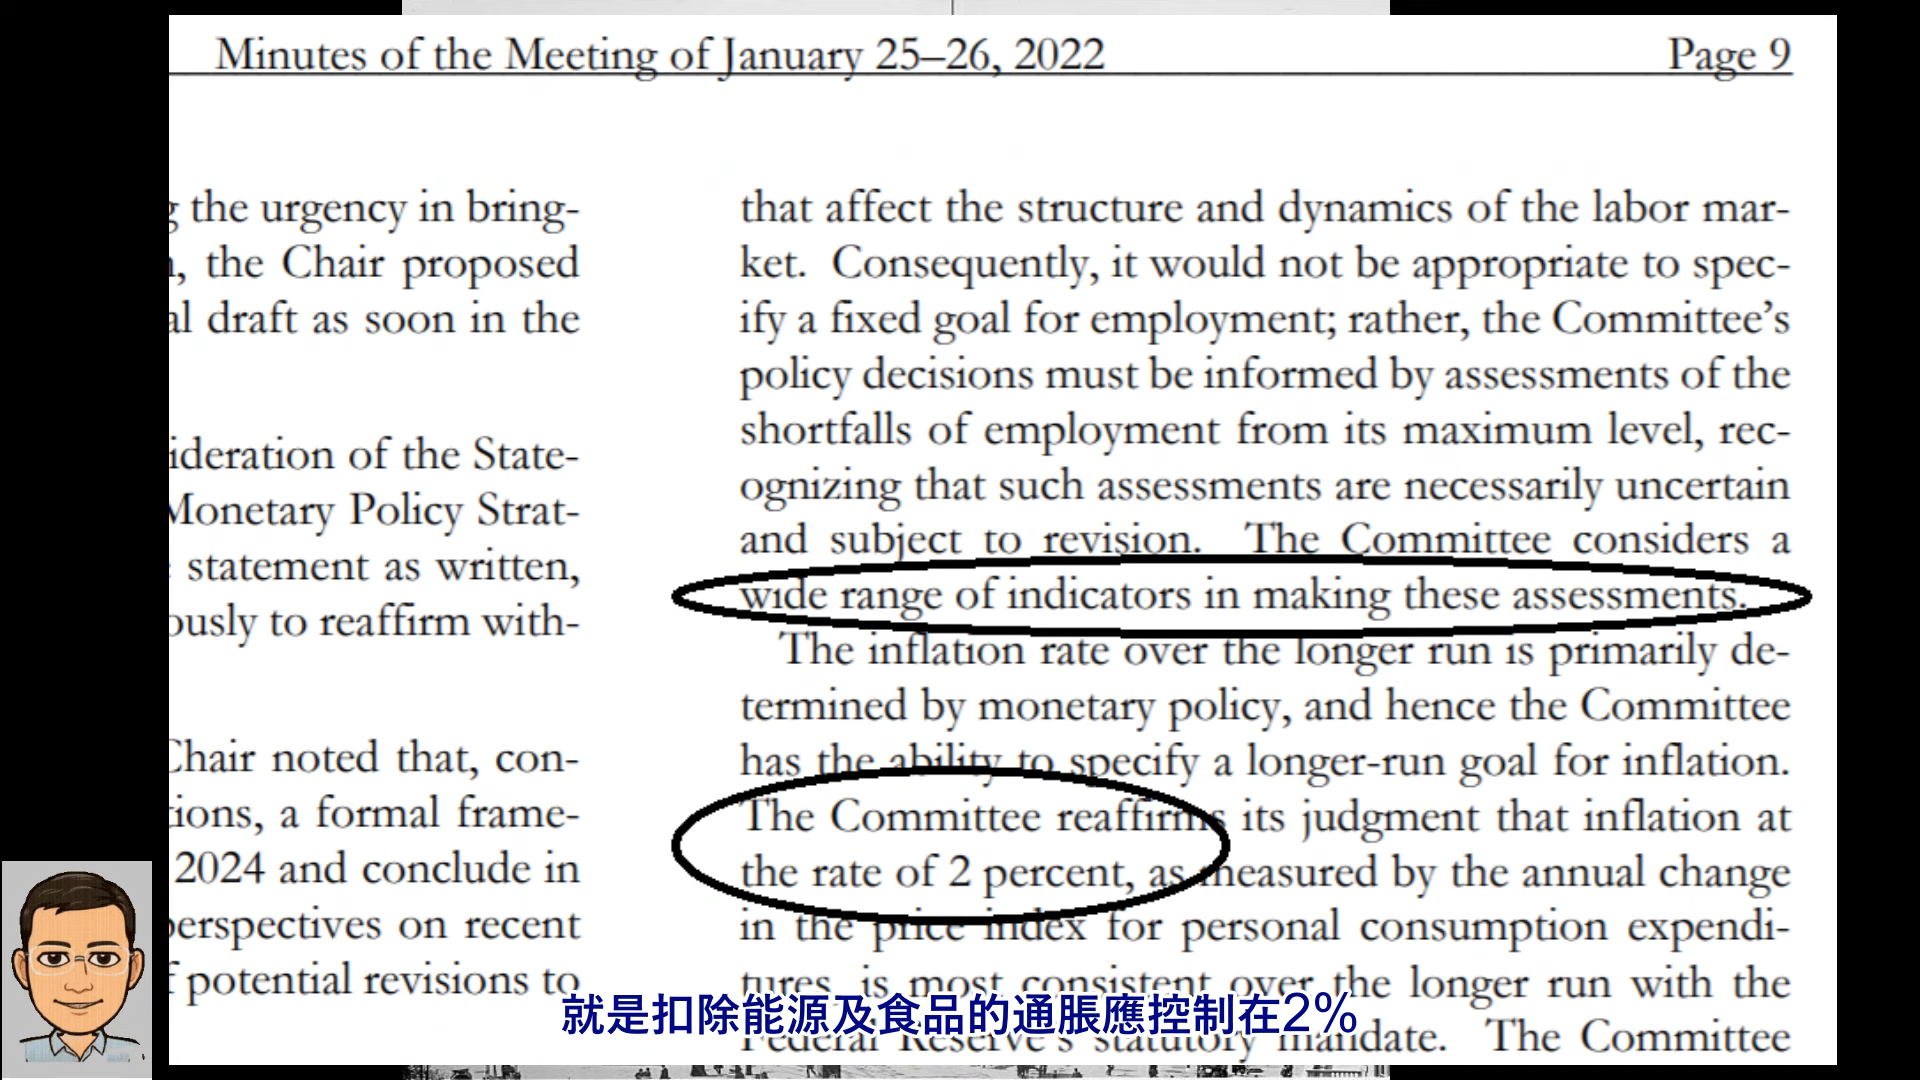 Minutes of the Meeting of January 25–26, 2022 Page 9
the urgency in bring-
, the Chair proposed
al draft as soon in the
ideration of the State-
Monetary Policy Strat-
statement as written,
ously to reaffirm with-
Chair noted that, con-
tions, a formal frame-
2024 and conclude in
perspectives on recent
f potential revisions to
that affect the structure and dynamics of the labor mar-
ket. Consequently, it would not be appropriate to spec-
ify a fixed goal for employment; rather, the Committee’s
policy decisions must be informed by assessments of the
shortfalls of employment from its maximum level, rec-
ognizing that such assessments are necessarily uncertain
and subject to revision. The Committee considers a
wide range of indicators in making these assessments.
The inflation rate over the longer run is primarily de-
termined by monetary policy, and hence the Committee
has the ability to specify a longer-run goal for inflation.
The Committee reaffirms its judgment that inflation at
the rate of 2 percent, as measured by the annual change
in the price index for personal consumption expendi-
tures, is most consistent over the longer run with the
Federal Reserve’s statutory mandate. The Committee
就是扣除能源及食品的通脹應控制在2%